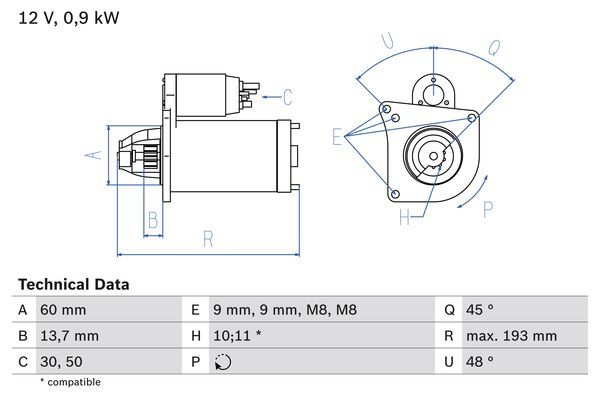 12 V, 0,9 kW
U
Q
C
A
E
B
R
H
P
Technical Data
A 60 mm E 9 mm, 9 mm, M8, M8 Q 45 °
B 13,7 mm H 10;11 * R max. 193 mm
C 30, 50 P U 48 °
* compatible